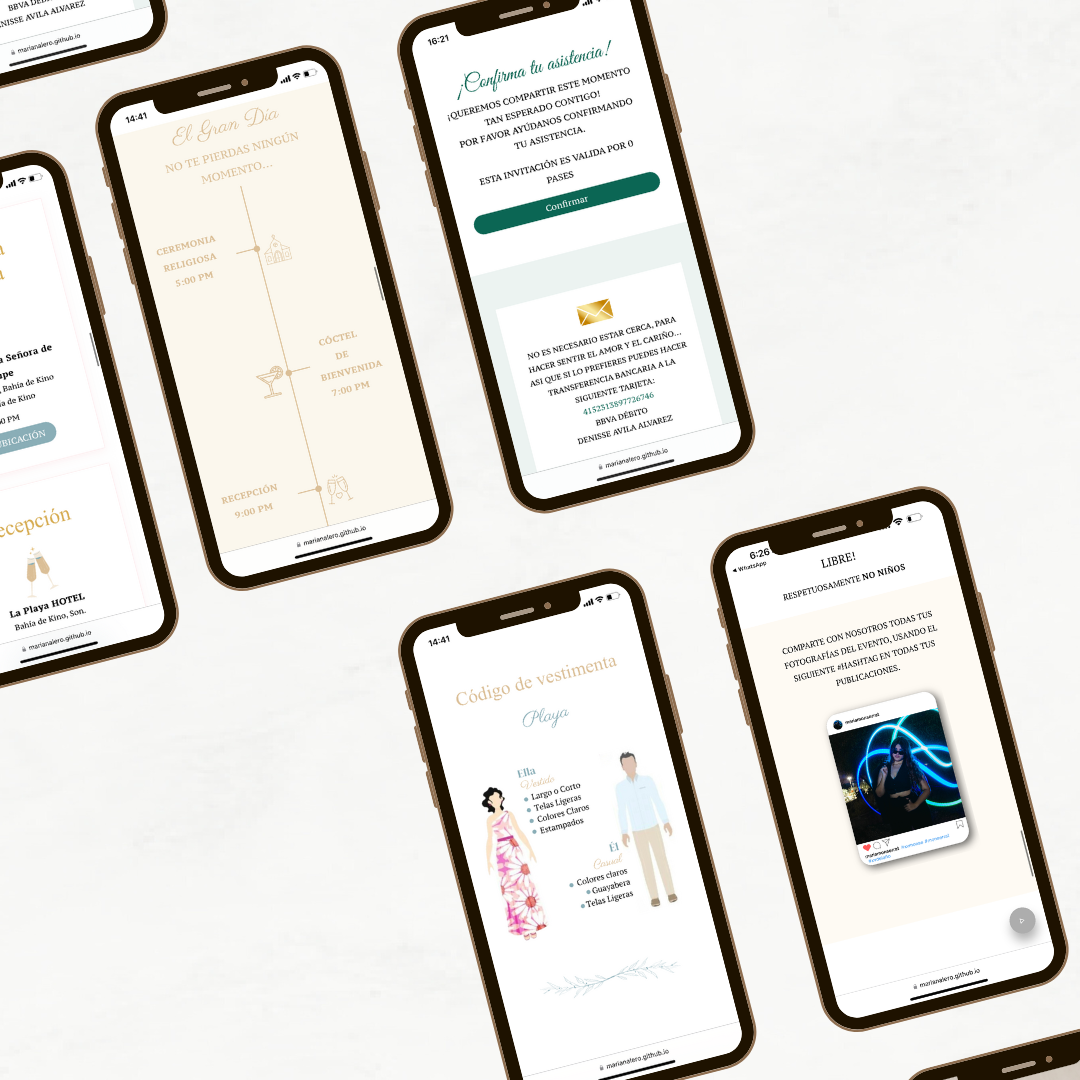 BBVA DÉBITO
DENISSE AVILA ALVAREZ
marianalero.github.io
a Señora de
Bahía de Kino
ía de Kino
PM
UBICACIÓN
Recepción
La Playa HOTEL
Bahía de Kino, Son.
marianalero.github.io
14:41
El Gran Día
NO TE PIERDAS NINGÚN
MOMENTO...
CEREMONIA
RELIGIOSA
5:00 PM
CÓCTEL
DE
BIENVENIDA
7:00 PM
RECEPCIÓN
9:00 PM
marianalero.github.io
16:21
¡Confirma tu asistencia!
¡QUEREMOS COMPARTIR ESTE MOMENTO
TAN ESPERADO CONTIGO!
POR FAVOR AYÚDANOS CONFIRMANDO
TU ASISTENCIA.
ESTA INVITACIÓN ES VALIDA POR 0
PASES
Confirmar
NO ES NECESARIO ESTAR CERCA, PARA
HACER SENTIR EL AMOR Y EL CARIÑO...
ASI QUE SI LO PREFIERES PUEDES HACER
TRANSFERENCIA BANCARIA A LA
SIGUIENTE TARJETA:
4152313897726746
BBVA DÉBITO
DENISSE AVILA ALVAREZ
marianalero.github.io
14:41
Código de vestimenta
Playa
Ella
Vestido
Largo o Corto
Telas Ligeras
Colores Claros
Estampados
Él
Casual
Colores claros
Guayabera
Telas Ligeras
marianalero.github.io
6:26
WhatsApp
LIBRE!
RESPETUOSAMENTE NO NIÑOS
COMPARTE CON NOSOTROS TODAS TUS
FOTOGRAFÍAS DEL EVENTO, USANDO EL
SIGUIENTE #HASHTAG EN TODAS TUS
PUBLICACIONES.
marianalero.github.io